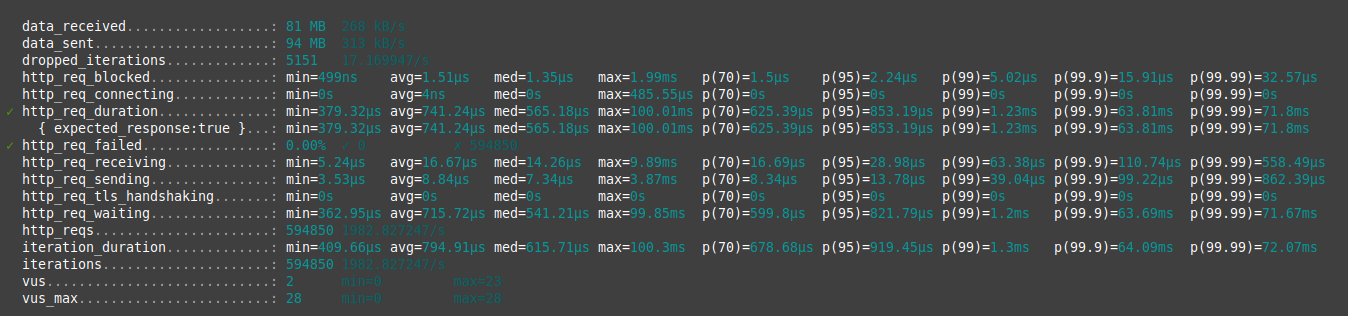 data_received..................: 81 MB  268 kB/s
data_sent......................: 94 MB  313 kB/s
dropped_iterations.............: 5151   17.169947/s
http_req_blocked...............: min=499ns    avg=1.51µs   med=1.35µs   max=1.99ms   p(70)=1.5µs    p(95)=2.24µs   p(99)=5.02µs  p(99.9)=15.91µs  p(99.99)=32.57µs
http_req_connecting............: min=0s       avg=4ns      med=0s       max=485.55µs p(70)=0s       p(95)=0s       p(99)=0s      p(99.9)=0s       p(99.99)=0s
✓ http_req_duration..............: min=379.32µs avg=741.24µs med=565.18µs max=100.01ms p(70)=625.39µs p(95)=853.19µs p(99)=1.23ms  p(99.9)=63.81ms  p(99.99)=71.8ms
{ expected_response:true }...: min=379.32µs avg=741.24µs med=565.18µs max=100.01ms p(70)=625.39µs p(95)=853.19µs p(99)=1.23ms  p(99.9)=63.81ms  p(99.99)=71.8ms
✓ http_req_failed................: 0.00%  ✓ 0           ✗ 594850
http_req_receiving.............: min=5.24µs   avg=16.67µs  med=14.26µs  max=9.89ms   p(70)=16.69µs  p(95)=28.98µs  p(99)=63.38µs p(99.9)=110.74µs p(99.99)=558.49µs
http_req_sending...............: min=3.53µs   avg=8.84µs   med=7.34µs   max=3.87ms   p(70)=8.34µs   p(95)=13.78µs  p(99)=39.04µs p(99.9)=99.22µs  p(99.99)=862.39µs
http_req_tls_handshaking.......: min=0s       avg=0s       med=0s       max=0s       p(70)=0s       p(95)=0s       p(99)=0s      p(99.9)=0s       p(99.99)=0s
http_req_waiting...............: min=362.95µs avg=715.72µs med=541.21µs max=99.85ms  p(70)=599.8µs  p(95)=821.79µs p(99)=1.2ms   p(99.9)=63.69ms  p(99.99)=71.67ms
http_reqs......................: 594850 1982.827247/s
iteration_duration.............: min=409.66µs avg=794.91µs med=615.71µs max=100.3ms  p(70)=678.68µs p(95)=919.45µs p(99)=1.3ms   p(99.9)=64.09ms  p(99.99)=72.07ms
iterations.....................: 594850 1982.827247/s
vus............................: 2      min=0         max=23
vus_max........................: 28     min=0         max=28